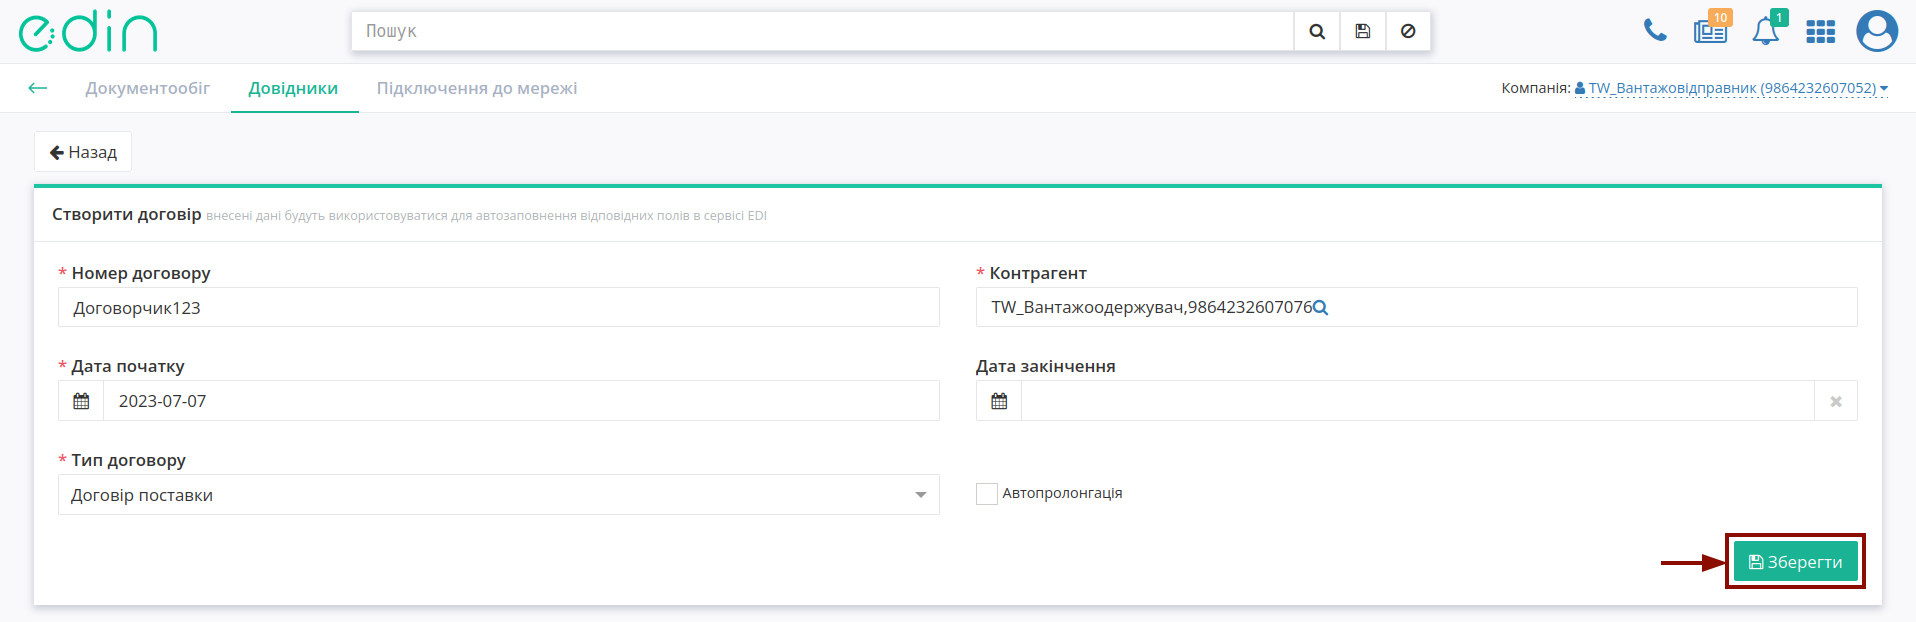 edin
Пошук
10
1
Документообіг
Довідники
Підключення до мережі
Компанія: TW_Вантажовідправник (9864232607052)
Назад
Створити договір внесені дані будуть використовуватися для автозаповнення відповідних полів в сервісі EDI
* Номер договору
Договорчик123
* Контрагент
TW_Вантажоодержувач,9864232607076
* Дата початку
2023-07-07
Дата закінчення
* Тип договору
Договір поставки
Автопролонгація
Зберегти